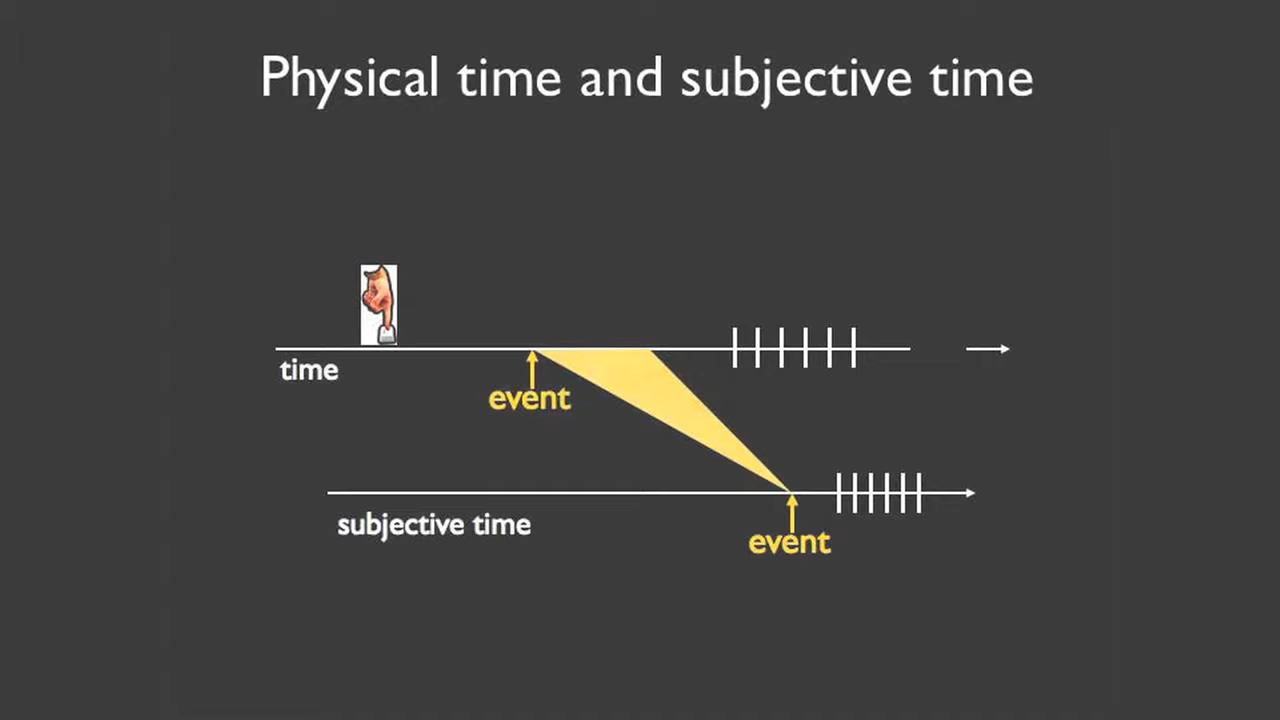 Physical time and subjective time
time
event
subjective time
event